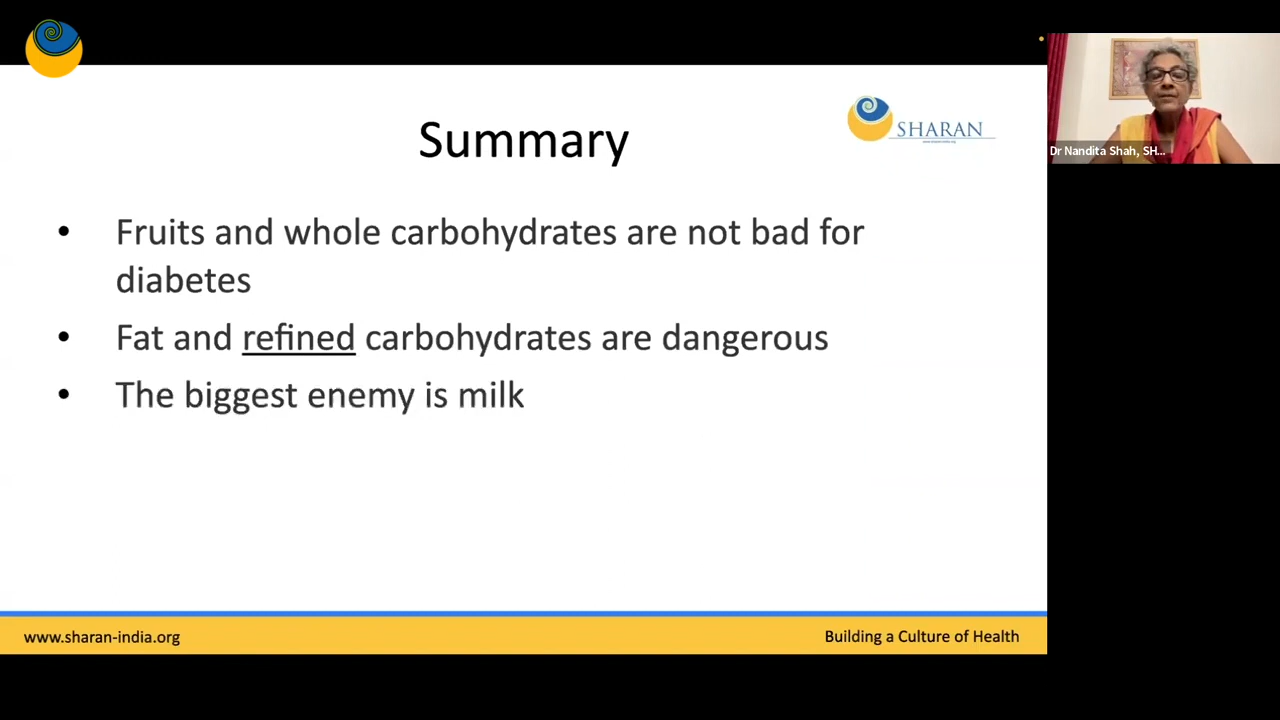 SHARAN
Summary
• Fruits and whole carbohydrates are not bad for
diabetes
• Fat and refined carbohydrates are dangerous
• The biggest enemy is milk
www.sharan-india.org
Building a Culture of Health
Dr Nandita Shah, SH...